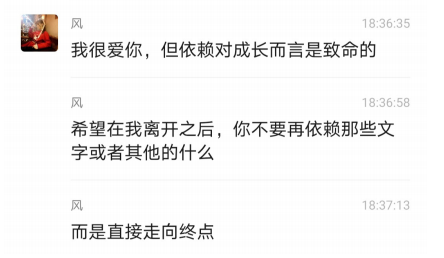 风
18:36:35
我很爱你，但依赖对成长而言是致命的
风
18:36:58
希望在我离开之后，你不要再依赖那些文
字或者其他的什么
风
18:37:13
而是直接走向终点